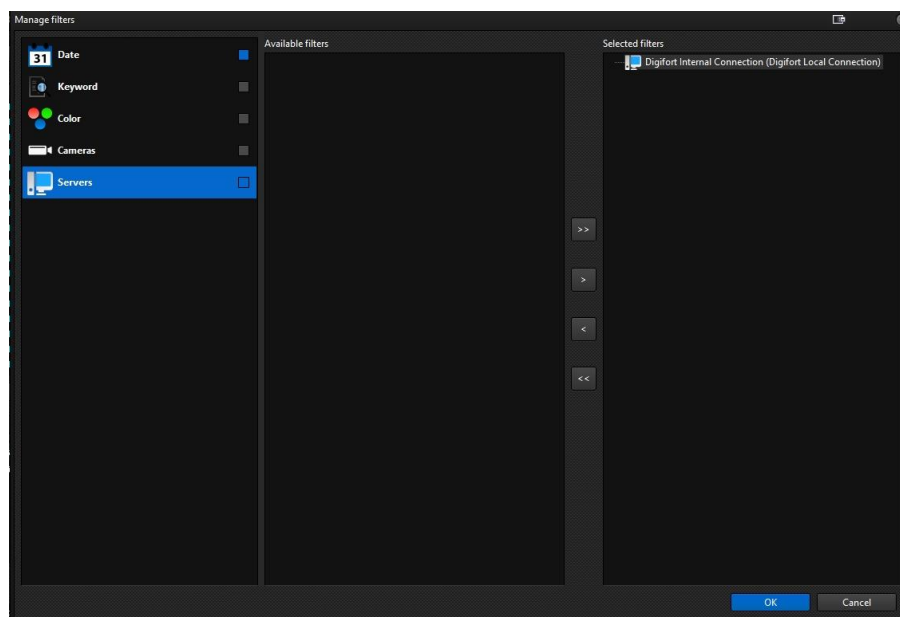 Manage filters
Available filters
Selected filters
31 Date
Digifort Internal Connection (Digifort Local Connection)
Keyword
Color
Cameras
Servers
>>
>
<
<<
OK
Cancel